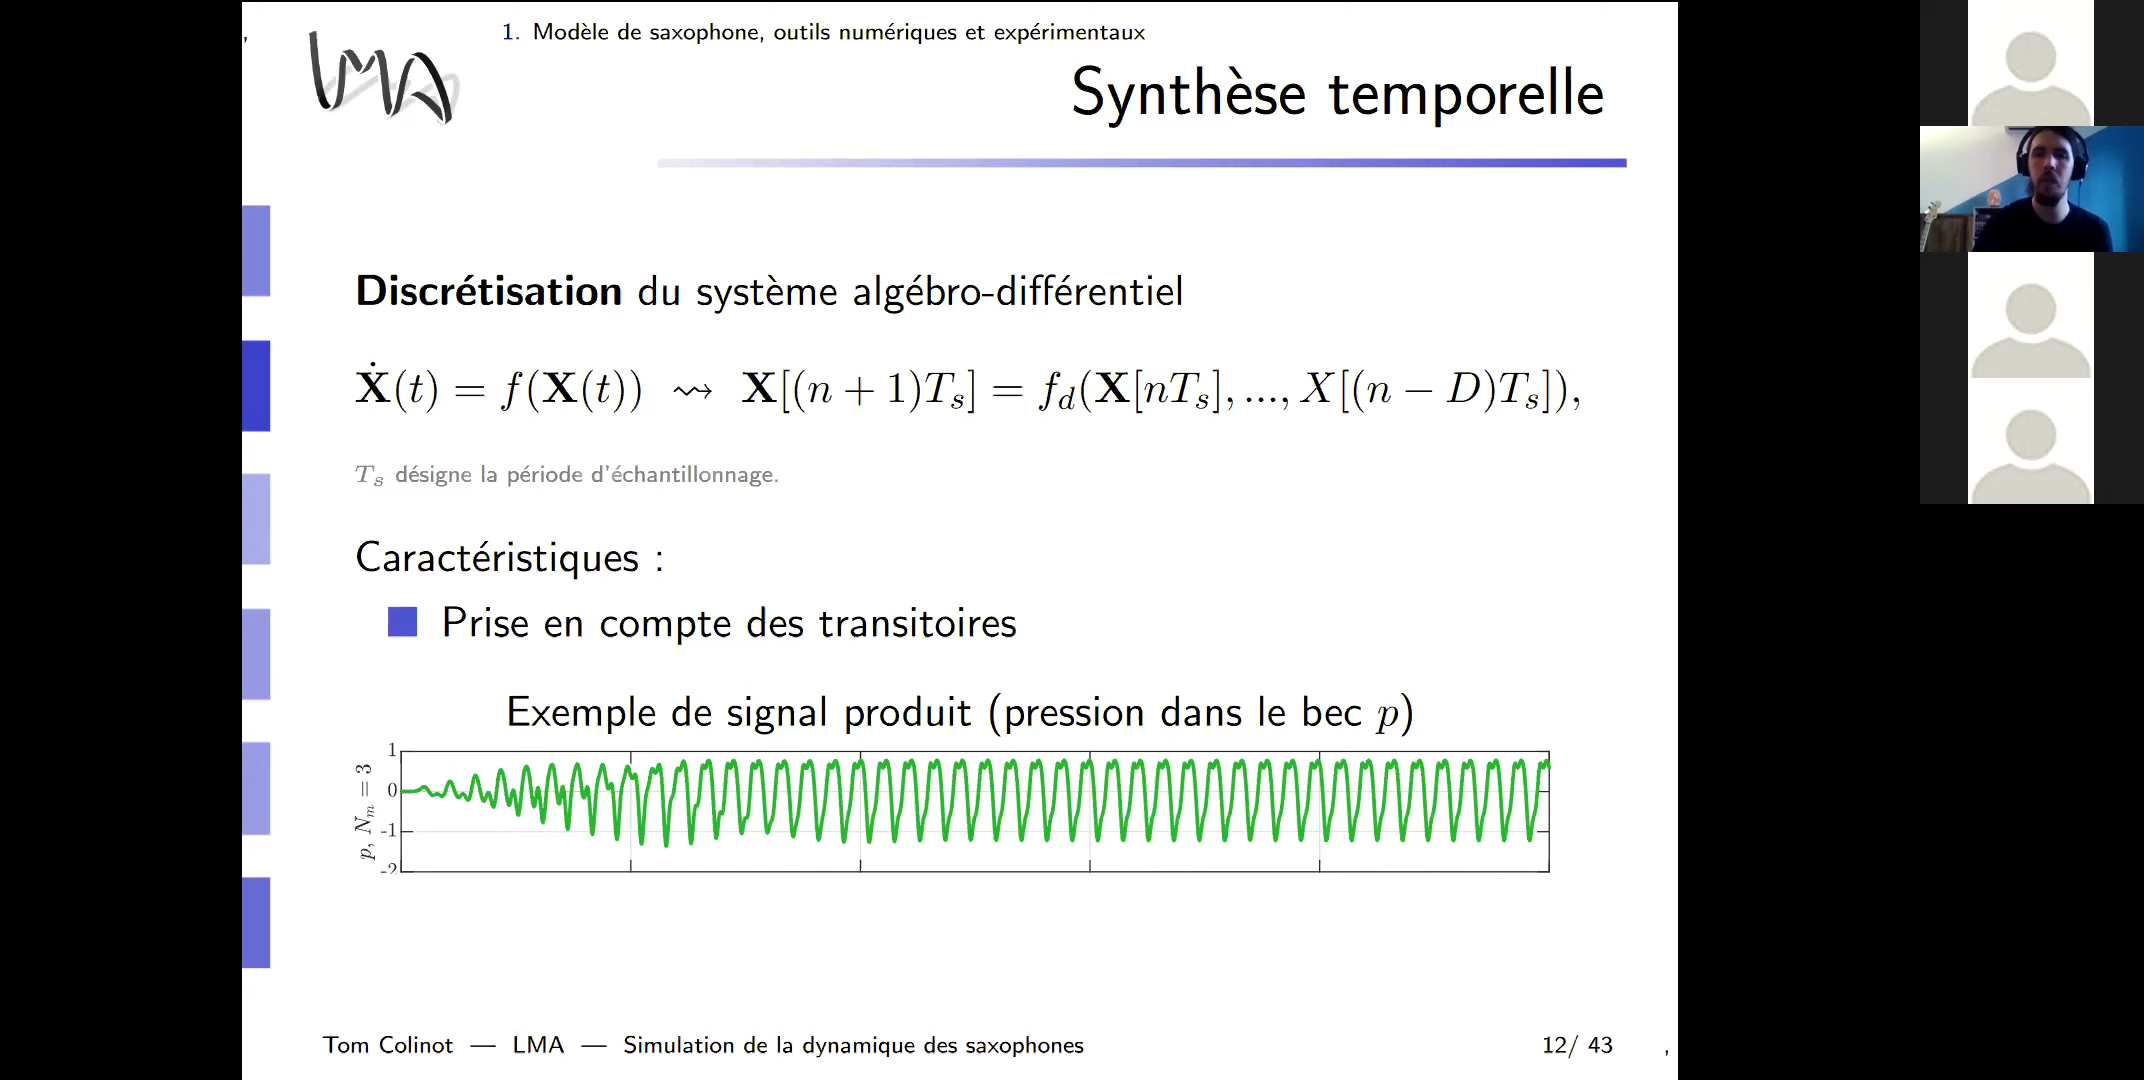 LMA
1. Modèle de saxophone, outils numériques et expérimentaux
Synthèse temporelle
Discrétisation du système algébro-différentiel
Ẋ(t) = f(X(t)) ⇝ X[(n + 1)Tₛ] = f_d(X[nTₛ], ..., X[(n − D)Tₛ]),
Tₛ désigne la période d'échantillonnage.
Caractéristiques :
Prise en compte des transitoires
Exemple de signal produit (pression dans le bec p)
p, Nₘ = 3
1
0
-1
-2
Tom Colinot — LMA — Simulation de la dynamique des saxophones
12/ 43